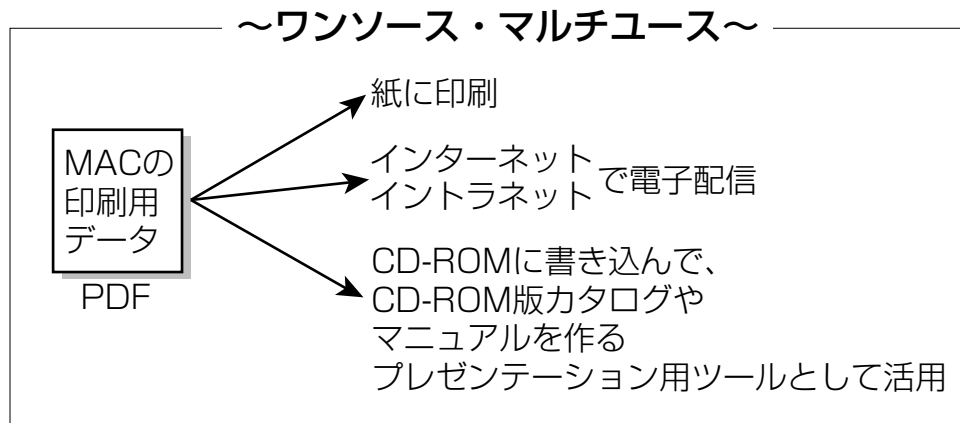 ～ワンソース・マルチユース～
MACの
印刷用
データ
PDF
紙に印刷
インターネット
イントラネット
で電子配信
CD-ROMに書き込んで、
CD-ROM版カタログや
マニュアルを作る
プレゼンテーション用ツールとして活用